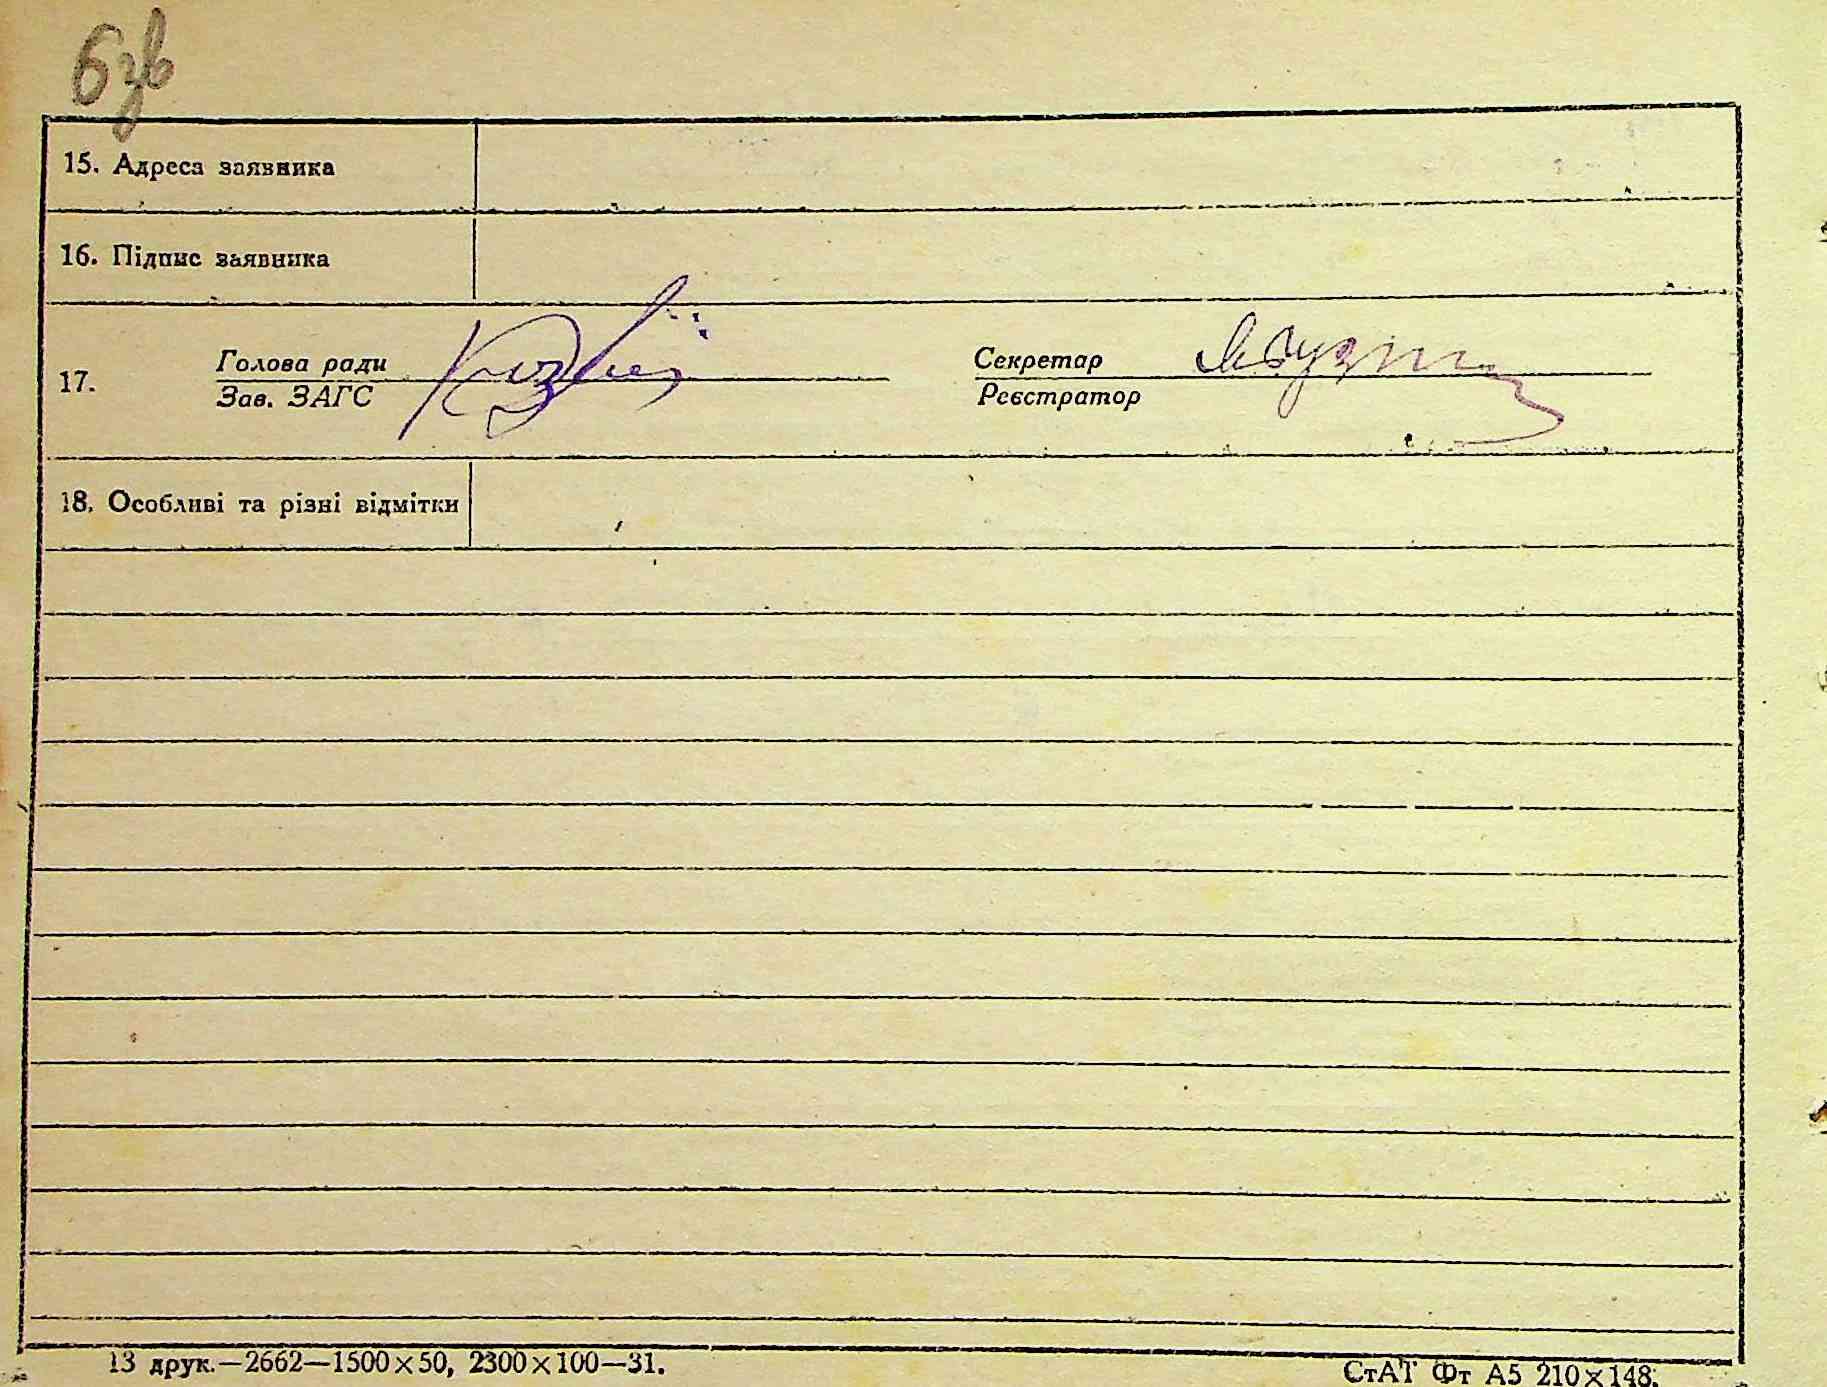 6зв
15. Адреса заявника
16. Підпис заявника
17. Голова ради
Зав. ЗАГС
Секретар
Реєстратор
18. Особливі та різні відмітки
13 друк.—2662—1500×50, 2300×100—31.
СтАТ Фт А5 210×148.